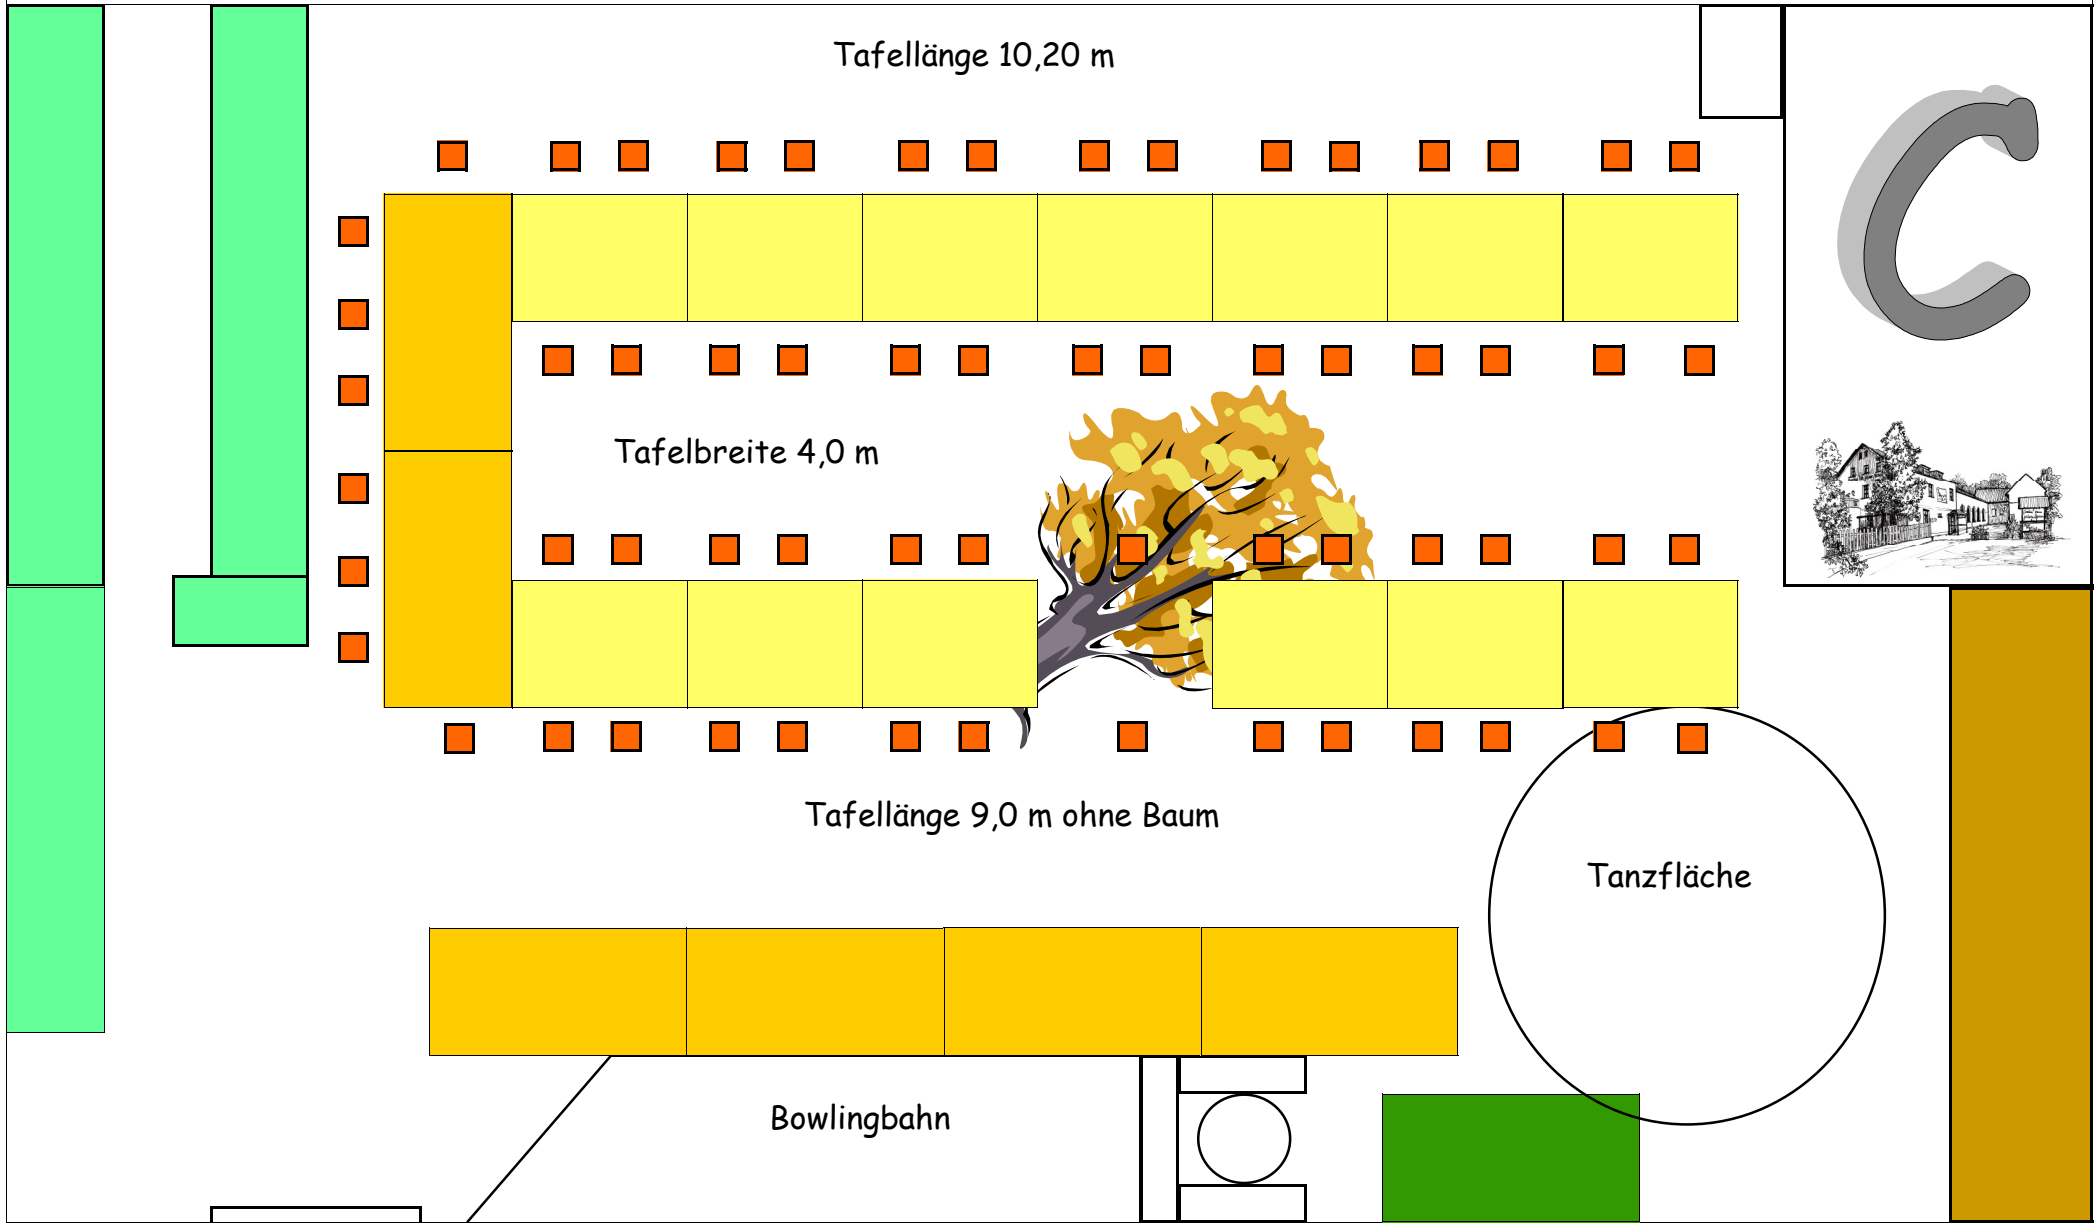 Tafellänge 10,20 m
C
Tafelbreite 4,0 m
Tafellänge 9,0 m ohne Baum
Tanzfläche
Bowlingbahn